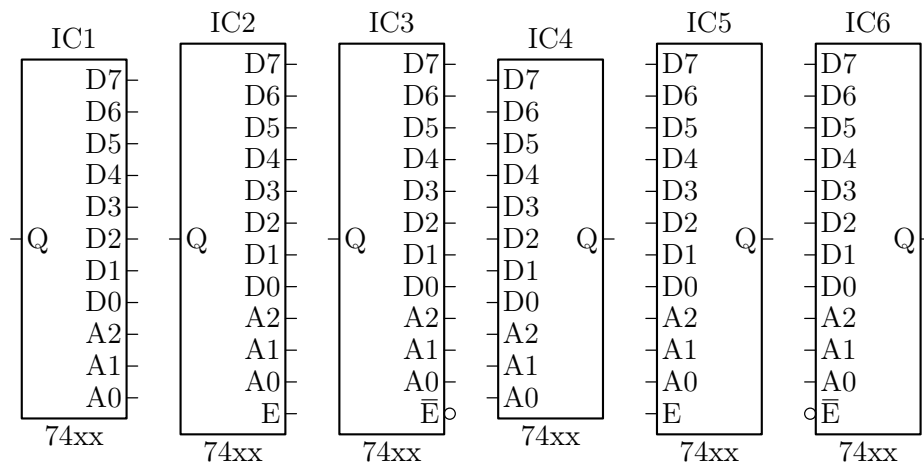 IC1
D7
D6
D5
D4
D3
Q
D2
D1
D0
A2
A1
A0
74xx
IC2
D7
D6
D5
D4
D3
D2
Q
D1
D0
A2
A1
A0
E
74xx
IC3
D7
D6
D5
D4
D3
D2
Q
D1
D0
A2
A1
A0
E̅
74xx
IC4
D7
D6
D5
D4
D3
D2
Q
D1
D0
A2
A1
A0
74xx
IC5
D7
D6
D5
D4
D3
D2
Q
D1
D0
A2
A1
A0
E
74xx
IC6
D7
D6
D5
D4
D3
D2
Q
D1
D0
A2
A1
A0
E̅
74xx